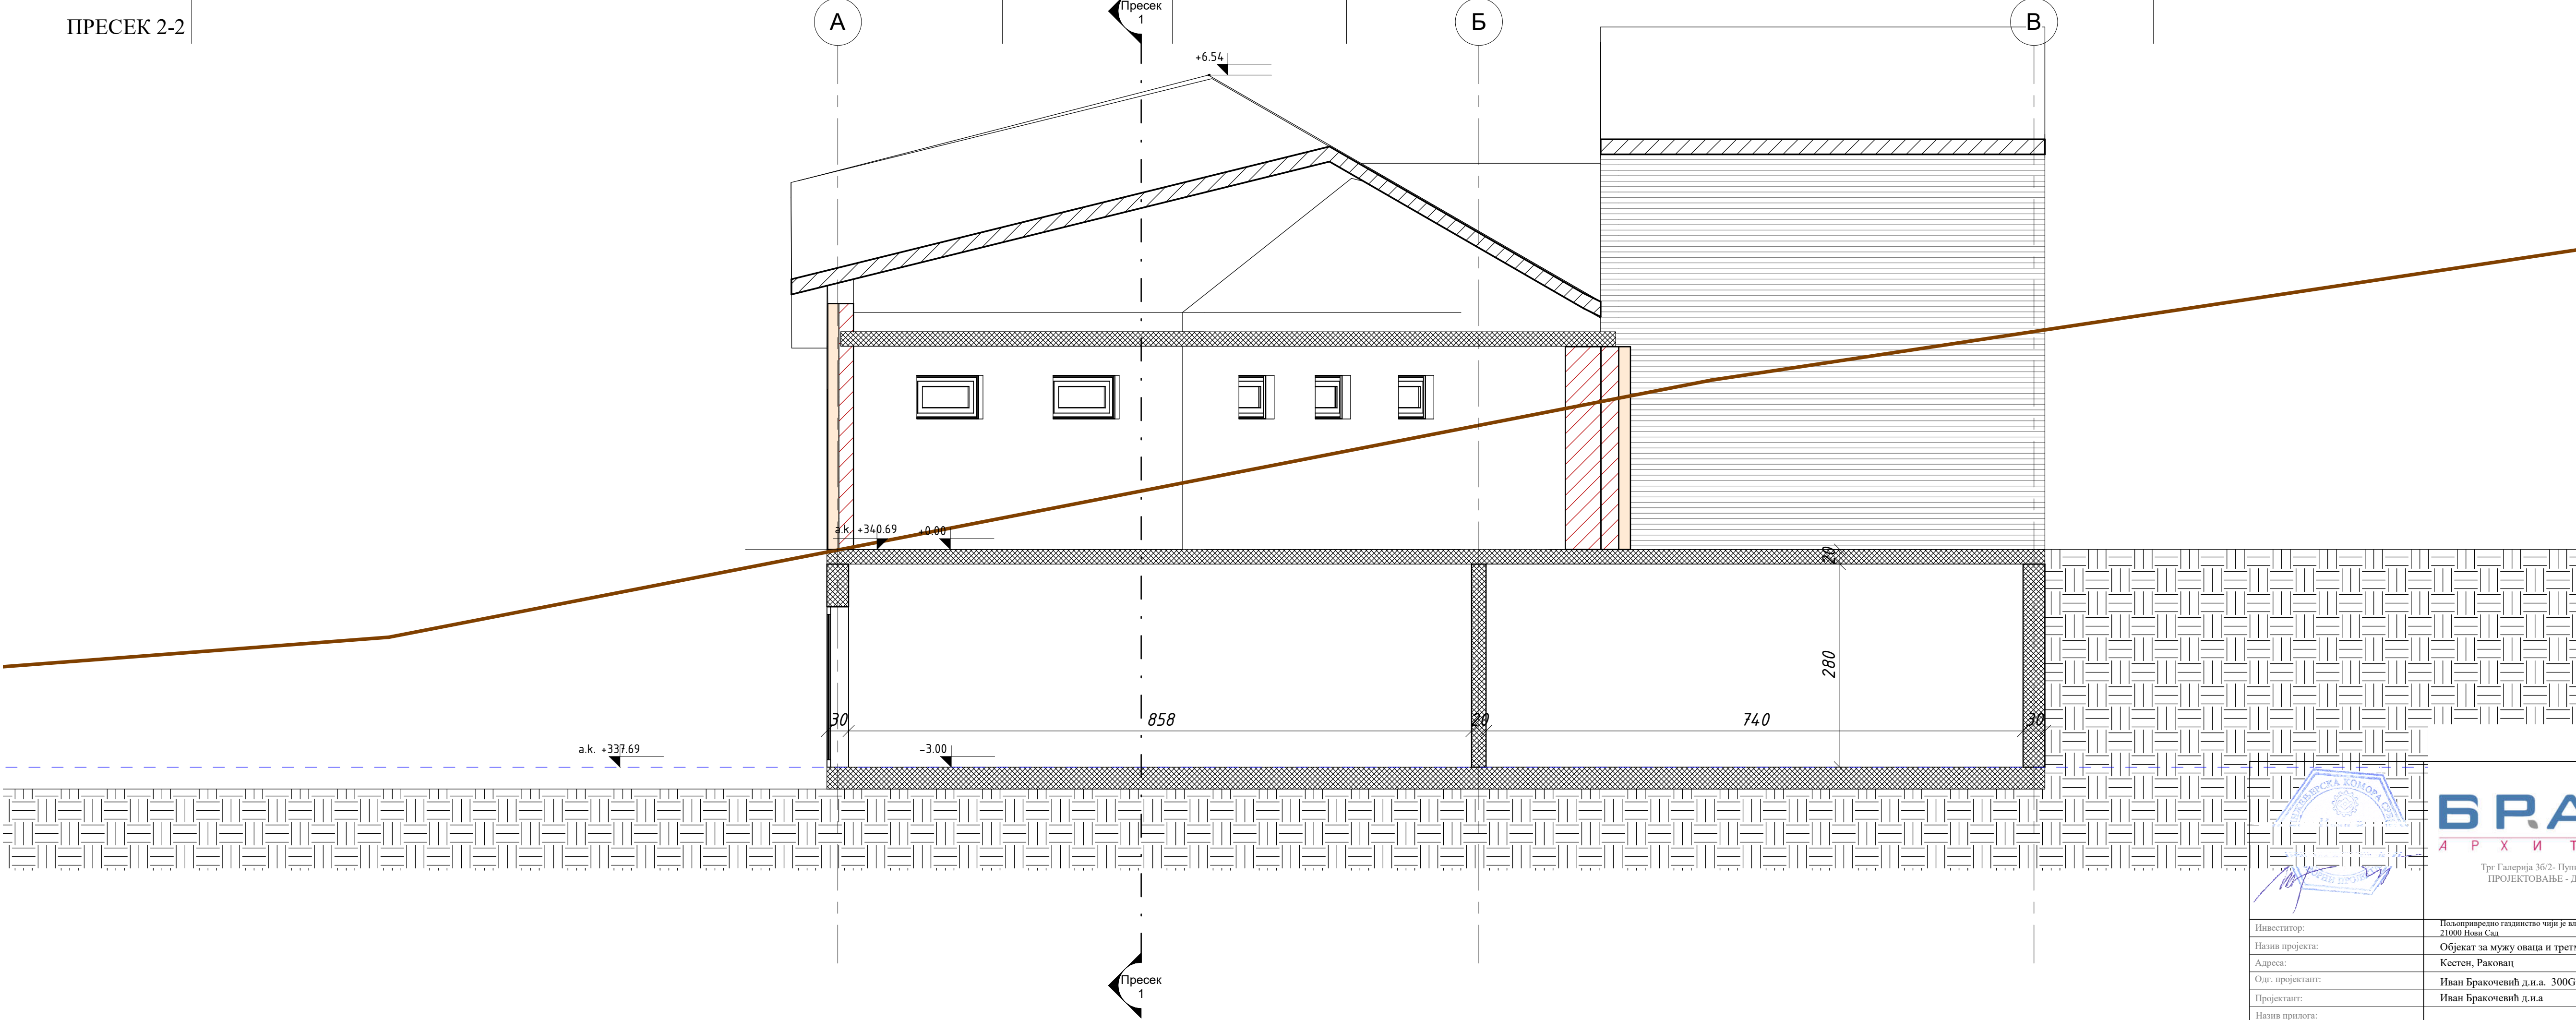 ПРЕСЕК 2-2
А
Пресек
1
Б
В
+6.54
a.k. +340.69
+0.00
20
280
30
858
20
740
30
a.k. +337.69
-3.00
Пресек
1
БРА
АРХИТ
Трг Галерија 36/2-
ПРОЈЕКТОВАЊЕ - Д
Инвеститор:
Пољопривредно газдинство чији је вл
21000 Нови Сад
Назив пројекта:
Објекат за мужу оваца и трет
Адреса:
Кестен, Раковац
Одг. пројектант:
Иван Бракочевић д.и.а. 300G
Пројектант:
Иван Бракочевић д.и.а
Назив прилога: